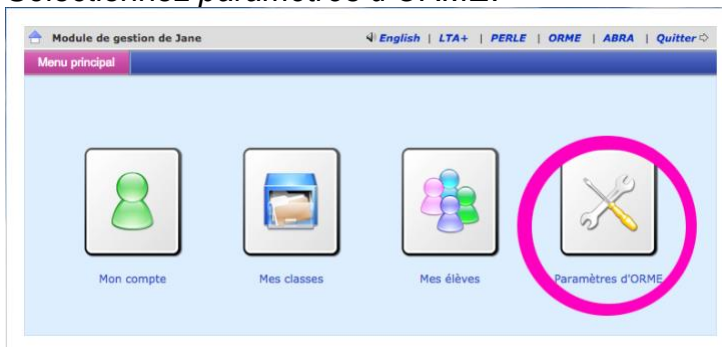 Sélectionnez paramètres d'ORME.
Module de gestion de Jane English | LTA+ | PERLE | ORME | ABRA | Quitter
Menu principal
Mon compte Mes classes Mes élèves Paramètres d'ORME